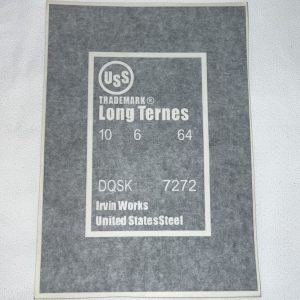 USS
TRADEMARK®
Long Ternes
10 6 64
DQSK 7272
Irvin Works
United StatesSteel